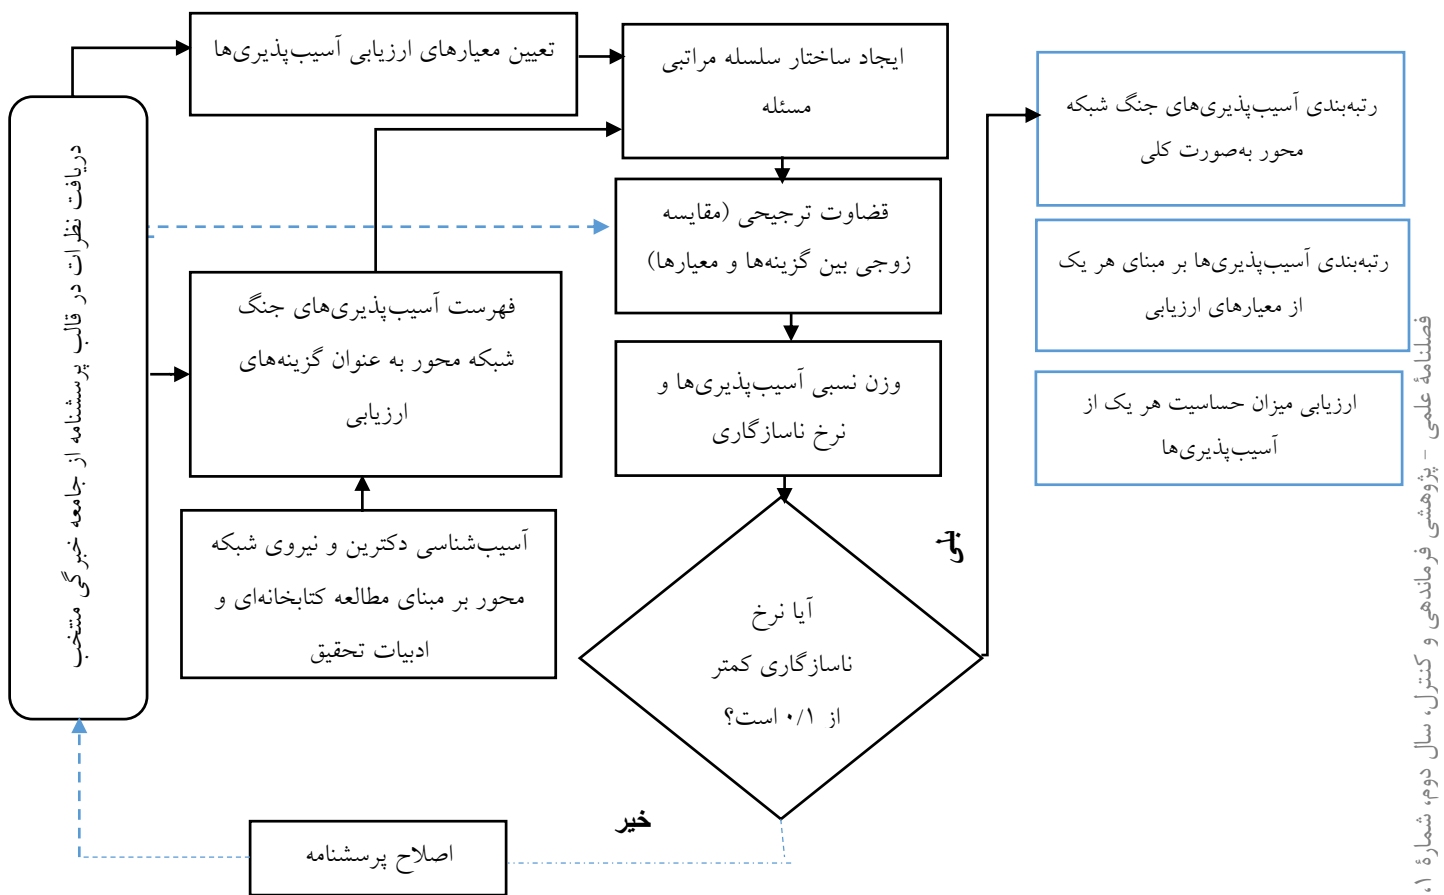 تعیین معیارهای ارزیابی آسیب‌پذیری‌ها
ایجاد ساختار سلسله مراتبی
مسئله
رتبه‌بندی آسیب‌پذیری‌های جنگ شبکه
محور به‌صورت کلی
دریافت نظرات در قالب پرسشنامه از جامعه خبرگی منتخب
قضاوت ترجیحی (مقایسه
زوجی بین گزینه‌ها و معیارها)
رتبه‌بندی آسیب‌پذیری‌ها بر مبنای هر یک
از معیارهای ارزیابی
فهرست آسیب‌پذیری‌های جنگ
شبکه محور به عنوان گزینه‌های
ارزیابی
وزن نسبی آسیب‌پذیری‌ها و
نرخ ناسازگاری
ارزیابی میزان حساسیت هر یک از
آسیب‌پذیری‌ها
آسیب‌شناسی دکترین و نیروی شبکه
محور بر مبنای مطالعه کتابخانه‌ای و
ادبیات تحقیق
بلی
آیا نرخ
ناسازگاری کمتر
از ۰/۱ است؟
خیر
اصلاح پرسشنامه
فصلنامۀ علمی - پژوهشی فرماندهی و کنترل، سال دوم، شمارۀ ۱،